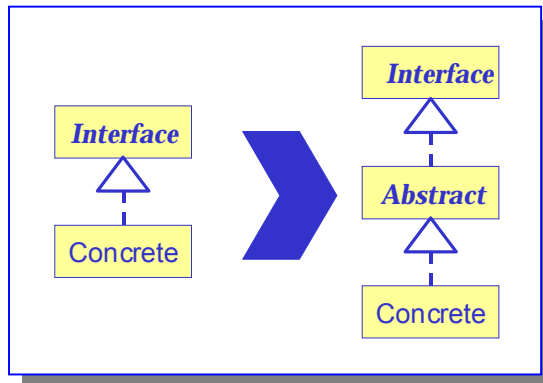 Interface
Concrete
Interface
Abstract
Concrete